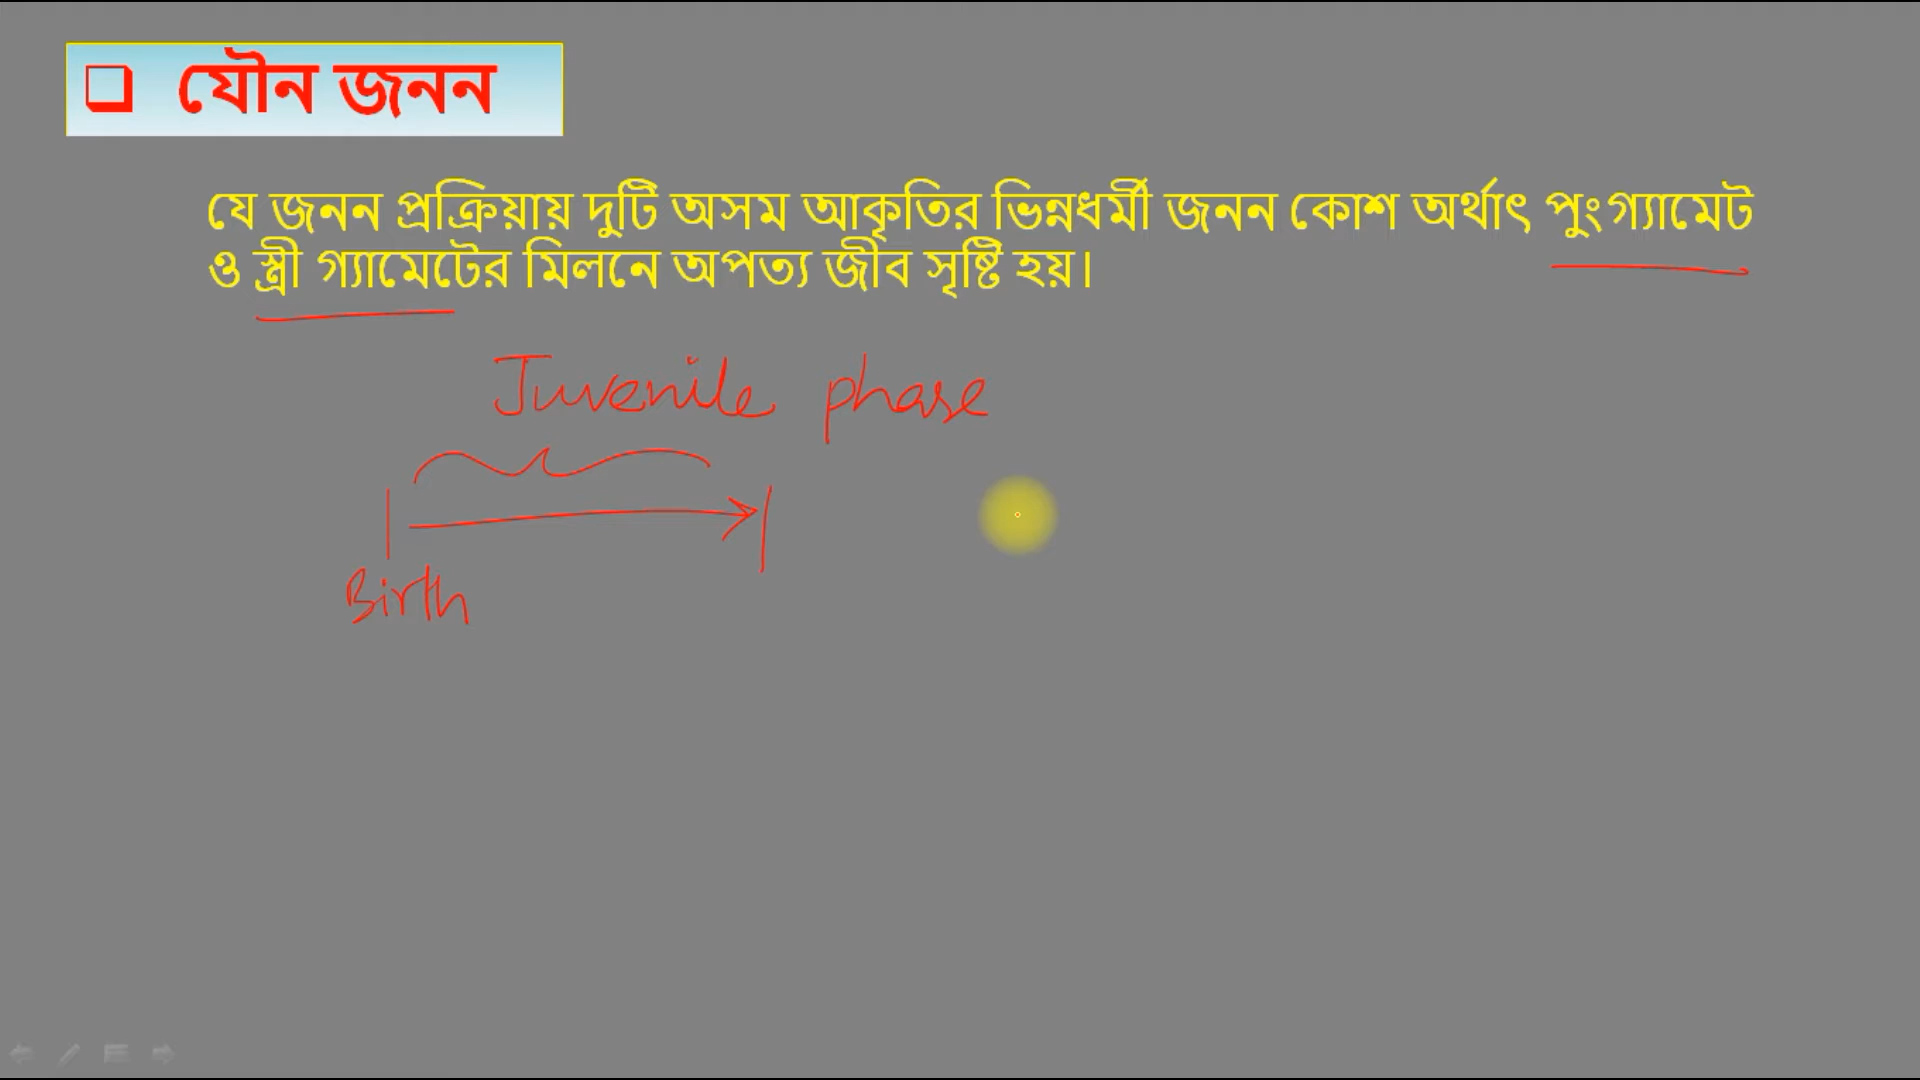 যৌন জনন
যে জনন প্রক্রিয়ায় দুটি অসম আকৃতির ভিন্নধর্মী জনন কোশ অর্থাৎ পুংগ্যামেট
ও স্ত্রী গ্যামেটের মিলনে অপত্য জীব সৃষ্টি হয়।
Juvenile phase
Birth